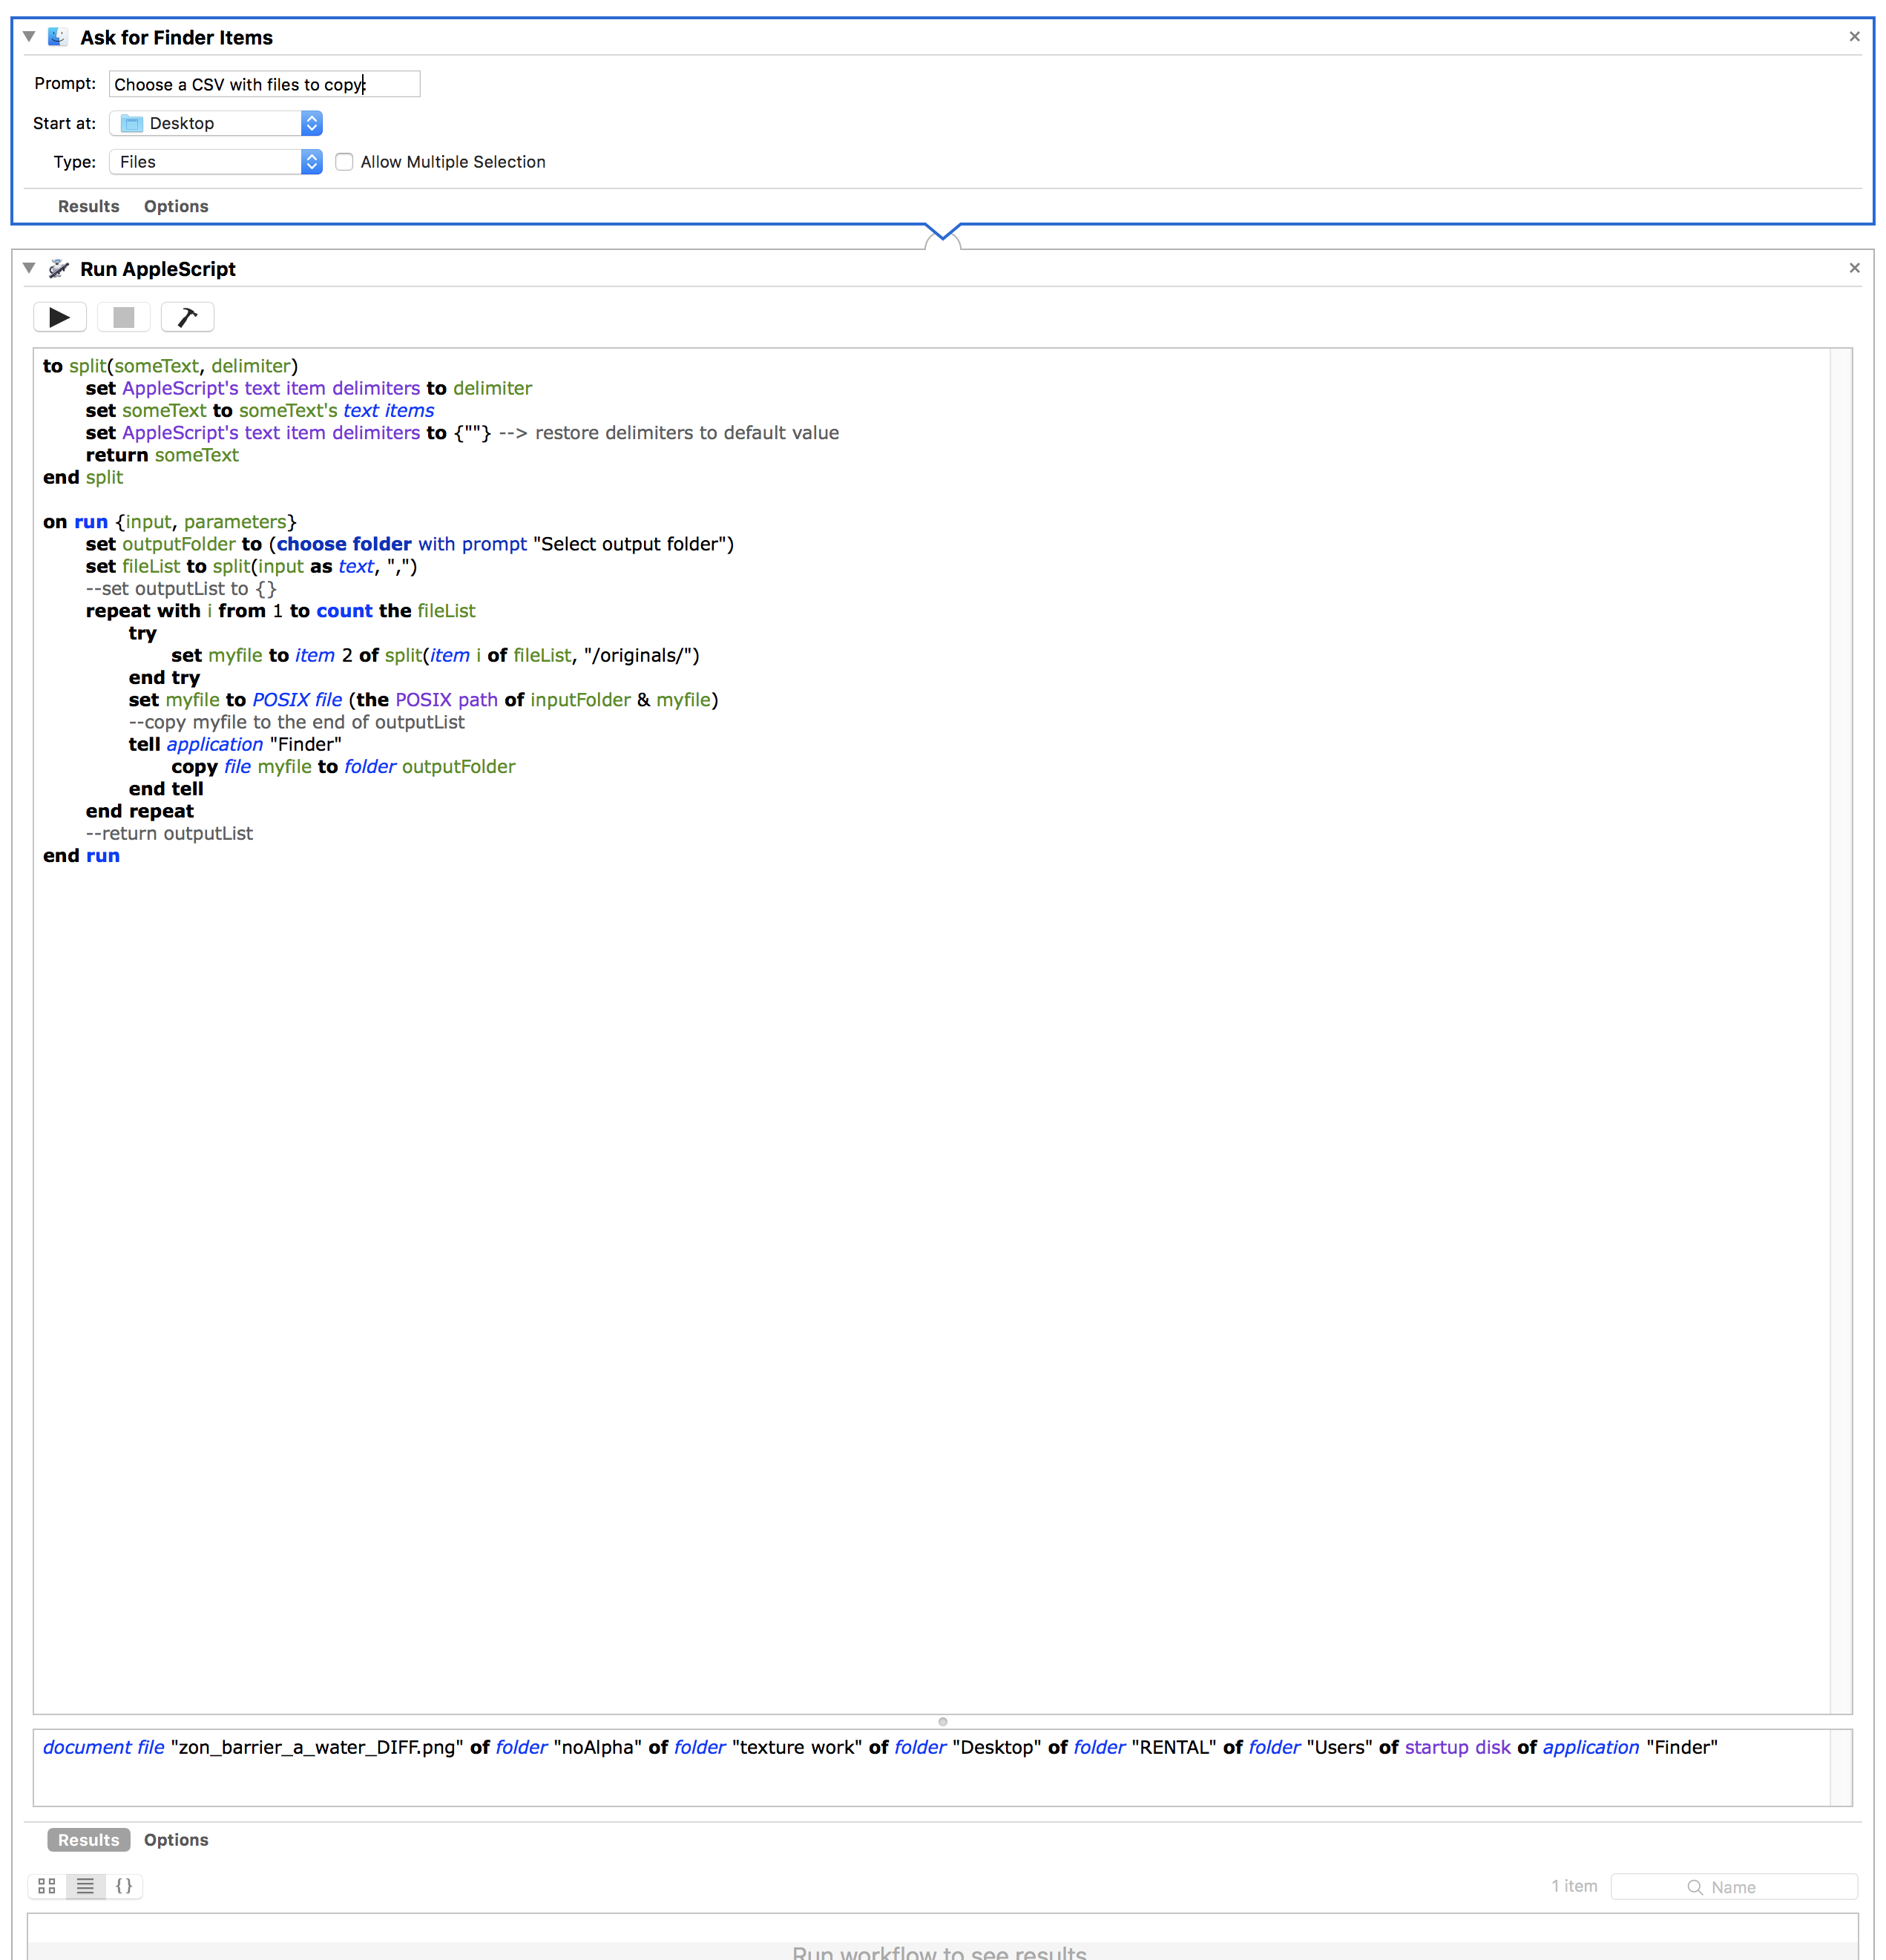 Ask for Finder Items
Prompt: Choose a CSV with files to copy:
Start at: Desktop
Type: Files Allow Multiple Selection
Results Options
Run AppleScript
to split(someText, delimiter)
set AppleScript's text item delimiters to delimiter
set someText to someText's text items
set AppleScript's text item delimiters to {""} --> restore delimiters to default value
return someText
end split
on run {input, parameters}
set outputFolder to (choose folder with prompt "Select output folder")
set fileList to split(input as text, ",")
--set outputList to {}
repeat with i from 1 to count the fileList
try
set myfile to item 2 of split(item i of fileList, "/originals/")
end try
set myfile to POSIX file (the POSIX path of inputFolder & myfile)
--copy myfile to the end of outputList
tell application "Finder"
copy file myfile to folder outputFolder
end tell
end repeat
--return outputList
end run
document file "zon_barrier_a_water_DIFF.png" of folder "noAlpha" of folder "texture work" of folder "Desktop" of folder "RENTAL" of folder "Users" of startup disk of application "Finder"
Results Options
{} 1 item Name
Run workflow to see results